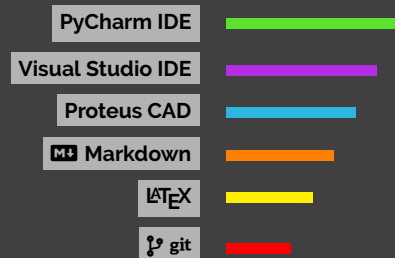 PyCharm IDE
Visual Studio IDE
Proteus CAD
M Markdown
LATEX
git